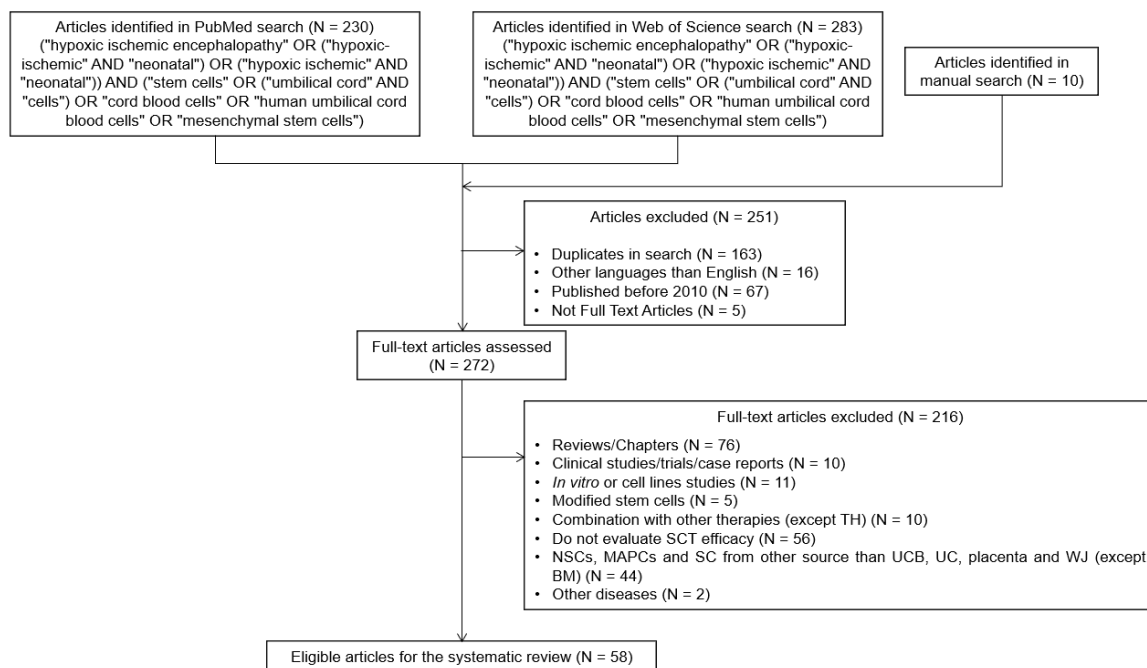 Articles identified in PubMed search (N = 230)
("hypoxic ischemic encephalopathy" OR ("hypoxic-
ischemic" AND "neonatal") OR ("hypoxic ischemic" AND
"neonatal")) AND ("stem cells" OR ("umbilical cord" AND
"cells") OR "cord blood cells" OR "human umbilical cord
blood cells" OR "mesenchymal stem cells")
Articles identified in Web of Science search (N = 283)
("hypoxic ischemic encephalopathy" OR ("hypoxic-
ischemic" AND "neonatal") OR ("hypoxic ischemic" AND
"neonatal")) AND ("stem cells" OR ("umbilical cord" AND
"cells") OR "cord blood cells" OR "human umbilical cord
blood cells" OR "mesenchymal stem cells")
Articles identified in
manual search (N = 10)
Articles excluded (N = 251)
• Duplicates in search (N = 163)
• Other languages than English (N = 16)
• Published before 2010 (N = 67)
• Not Full Text Articles (N = 5)
Full-text articles assessed
(N = 272)
Full-text articles excluded (N = 216)
• Reviews/Chapters (N = 76)
• Clinical studies/trials/case reports (N = 10)
• In vitro or cell lines studies (N = 11)
• Modified stem cells (N = 5)
• Combination with other therapies (except TH) (N = 10)
• Do not evaluate SCT efficacy (N = 56)
• NSCs, MAPCs and SC from other source than UCB, UC, placenta and WJ (except
BM) (N = 44)
• Other diseases (N = 2)
Eligible articles for the systematic review (N = 58)